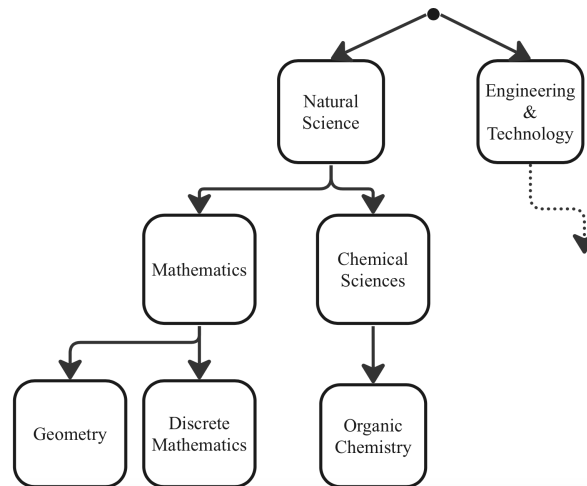 Natural
Science
Engineering
&
Technology
Mathematics
Chemical
Sciences
Geometry
Discrete
Mathematics
Organic
Chemistry